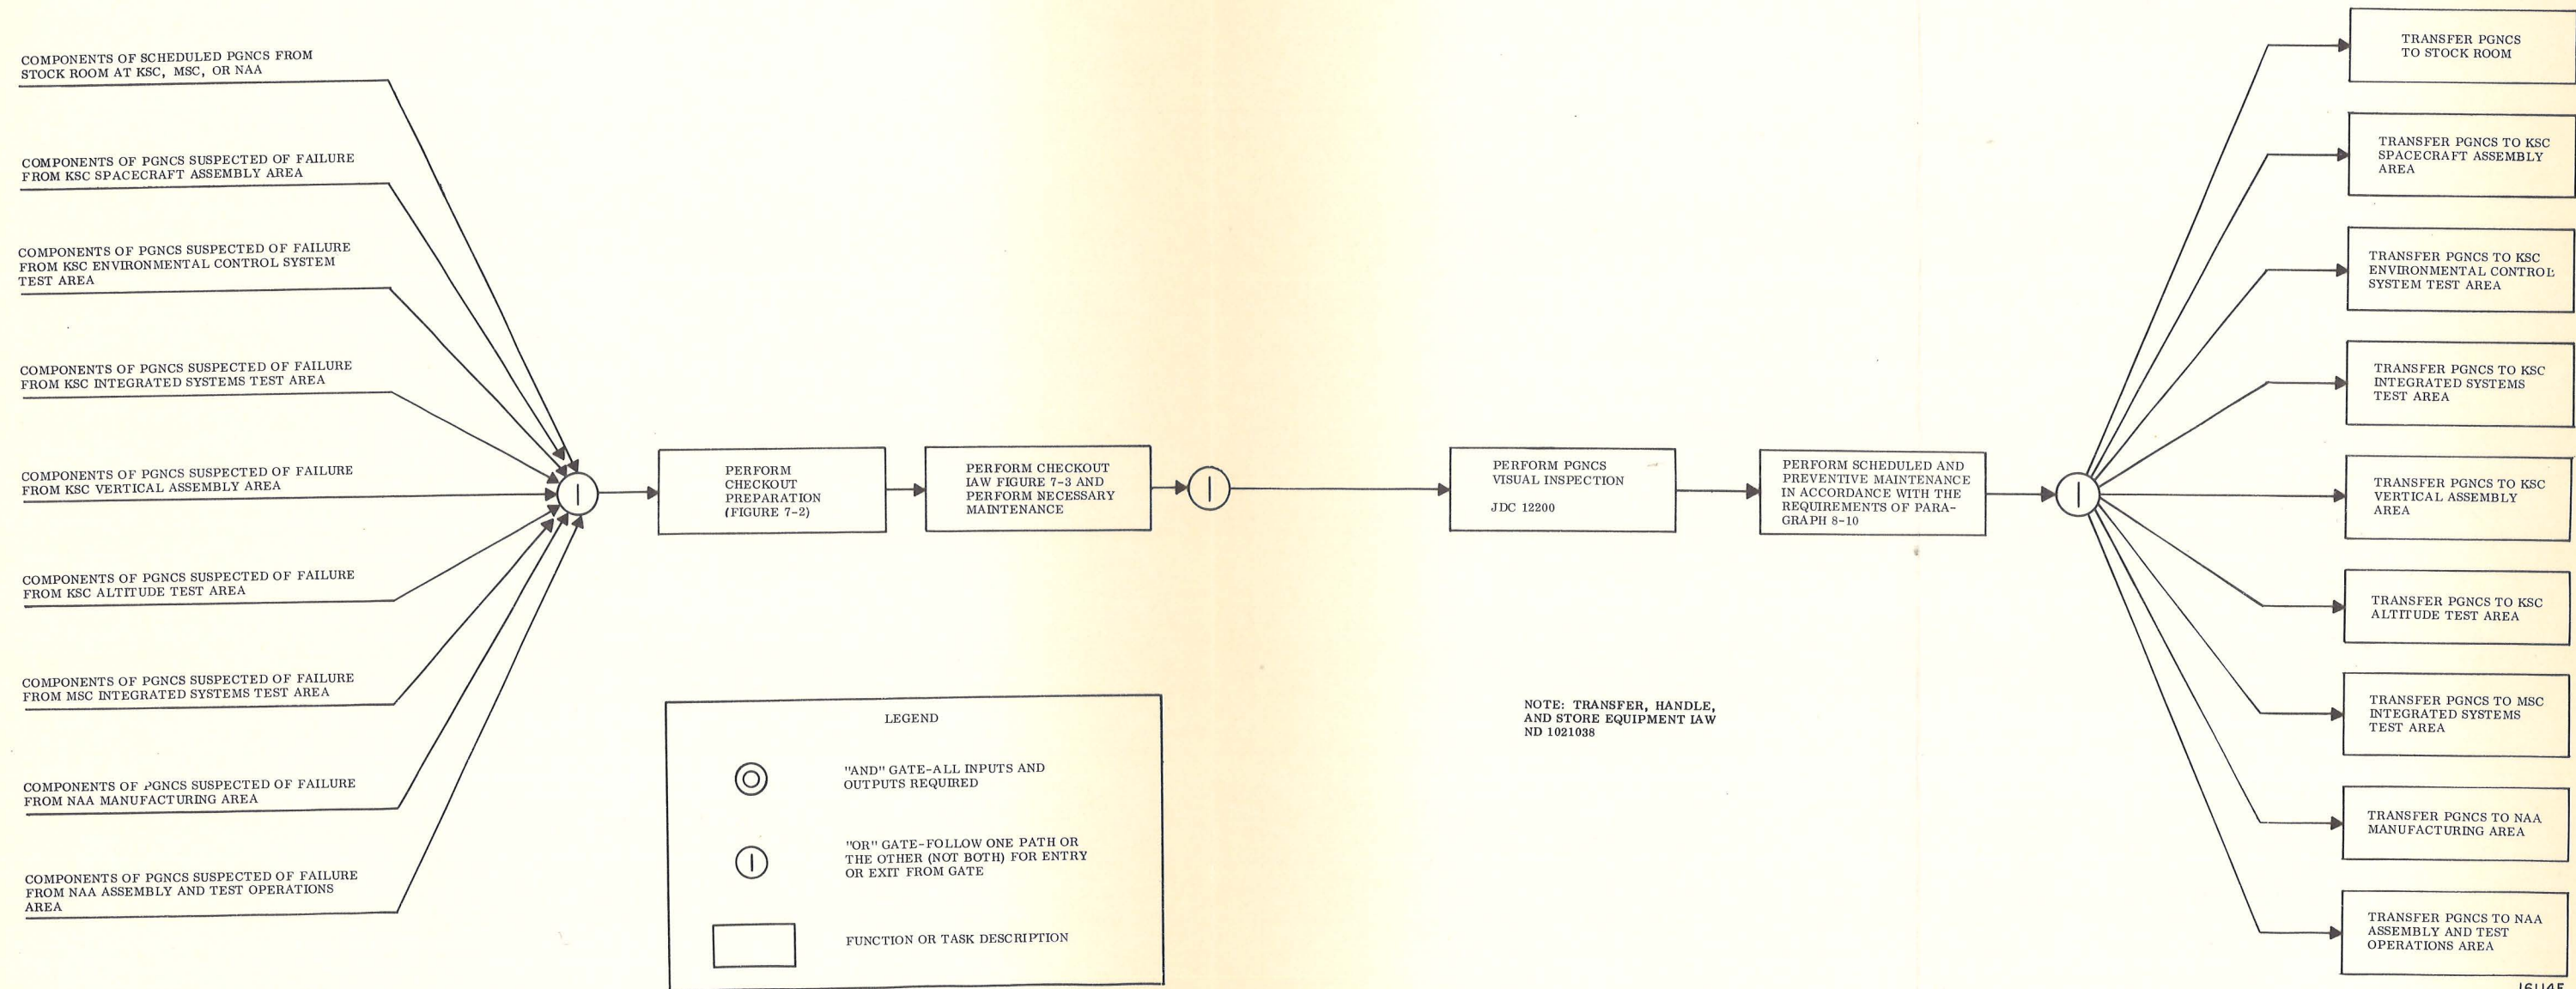 COMPONENTS OF SCHEDULED PGNCS FROM
STOCK ROOM AT KSC, MSC, OR NAA
COMPONENTS OF PGNCS SUSPECTED OF FAILURE
FROM KSC SPACECRAFT ASSEMBLY AREA
COMPONENTS OF PGNCS SUSPECTED OF FAILURE
FROM KSC ENVIRONMENTAL CONTROL SYSTEM
TEST AREA
COMPONENTS OF PGNCS SUSPECTED OF FAILURE
FROM KSC INTEGRATED SYSTEMS TEST AREA
COMPONENTS OF PGNCS SUSPECTED OF FAILURE
FROM KSC VERTICAL ASSEMBLY AREA
COMPONENTS OF PGNCS SUSPECTED OF FAILURE
FROM KSC ALTITUDE TEST AREA
COMPONENTS OF PGNCS SUSPECTED OF FAILURE
FROM MSC INTEGRATED SYSTEMS TEST AREA
COMPONENTS OF PGNCS SUSPECTED OF FAILURE
FROM NAA MANUFACTURING AREA
COMPONENTS OF PGNCS SUSPECTED OF FAILURE
FROM NAA ASSEMBLY AND TEST OPERATIONS
AREA
PERFORM
CHECKOUT
PREPARATION
(FIGURE 7-2)
PERFORM CHECKOUT
IAW FIGURE 7-3 AND
PERFORM NECESSARY
MAINTENANCE
PERFORM PGNCS
VISUAL INSPECTION
JDC 12200
PERFORM SCHEDULED AND
PREVENTIVE MAINTENANCE
IN ACCORDANCE WITH THE
REQUIREMENTS OF PARA-
GRAPH 8-10
LEGEND
"AND" GATE-ALL INPUTS AND
OUTPUTS REQUIRED
"OR" GATE-FOLLOW ONE PATH OR
THE OTHER (NOT BOTH) FOR ENTRY
OR EXIT FROM GATE
FUNCTION OR TASK DESCRIPTION
NOTE: TRANSFER, HANDLE,
AND STORE EQUIPMENT IAW
ND 1021038
TRANSFER PGNCS
TO STOCK ROOM
TRANSFER PGNCS TO KSC
SPACECRAFT ASSEMBLY
AREA
TRANSFER PGNCS TO KSC
ENVIRONMENTAL CONTROL
SYSTEM TEST AREA
TRANSFER PGNCS TO KSC
INTEGRATED SYSTEMS
TEST AREA
TRANSFER PGNCS TO KSC
VERTICAL ASSEMBLY
AREA
TRANSFER PGNCS TO KSC
ALTITUDE TEST AREA
TRANSFER PGNCS TO MSC
INTEGRATED SYSTEMS
TEST AREA
TRANSFER PGNCS TO NAA
MANUFACTURING AREA
TRANSFER PGNCS TO NAA
ASSEMBLY AND TEST
OPERATIONS AREA